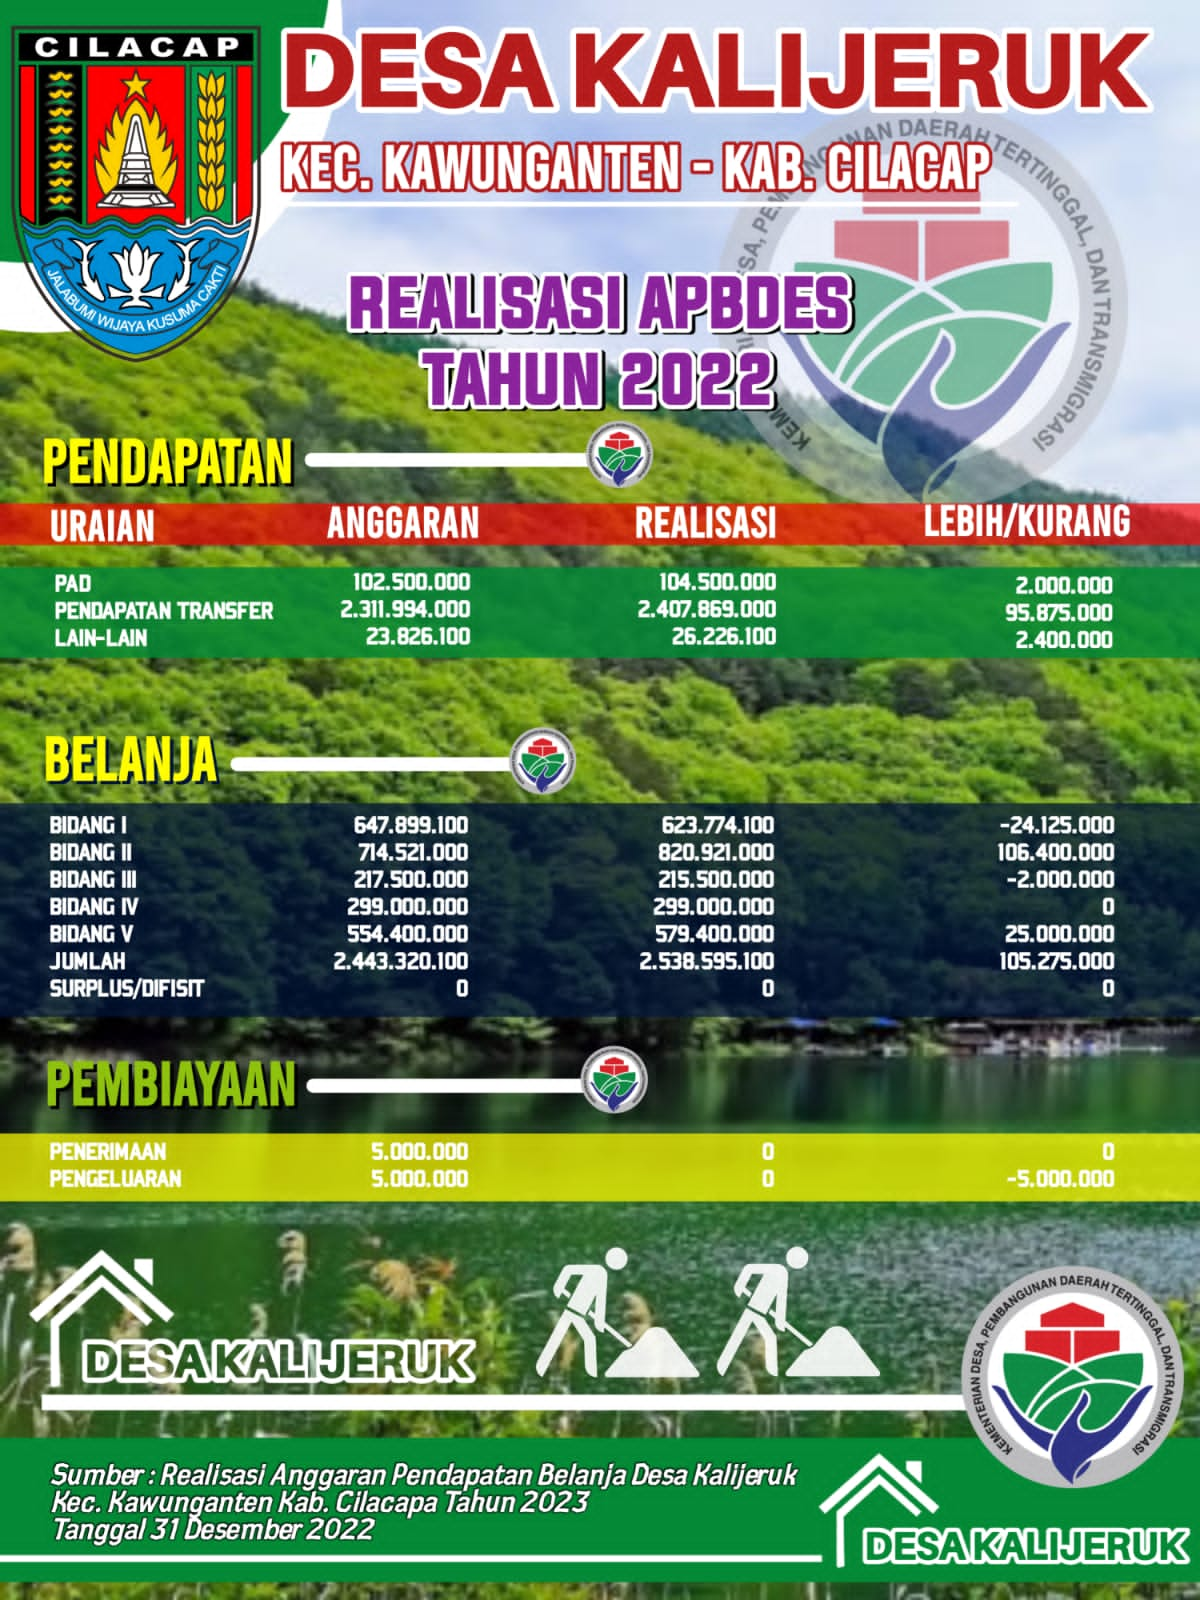 CILACAP
JALABUMI WIJAYA KUSUMA CAKTI
DESA KALIJERUK
KEC. KAWUNGANTEN - KAB. CILACAP
REALISASI APBDES
TAHUN 2022
PENDAPATAN
URAIAN ANGGARAN REALISASI LEBIH/KURANG
PAD 102.500.000 104.500.000 2.000.000
PENDAPATAN TRANSFER 2.311.994.000 2.407.869.000 95.875.000
LAIN-LAIN 23.826.100 26.226.100 2.400.000
BELANJA
BIDANG I 647.899.100 623.774.100 -24.125.000
BIDANG II 714.521.000 820.921.000 106.400.000
BIDANG III 217.500.000 215.500.000 -2.000.000
BIDANG IV 299.000.000 299.000.000 0
BIDANG V 554.400.000 579.400.000 25.000.000
JUMLAH 2.443.320.100 2.538.595.100 105.275.000
SURPLUS/DIFISIT 0 0 0
PEMBIAYAAN
PENERIMAAN 5.000.000 0 0
PENGELUARAN 5.000.000 0 -5.000.000
DESA KALIJERUK
KEMENTERIAN DESA, PEMBANGUNAN DAERAH TERTINGGAL, DAN TRANSMIGRASI
Sumber : Realisasi Anggaran Pendapatan Belanja Desa Kalijeruk
Kec. Kawunganten Kab. Cilacapa Tahun 2023
Tanggal 31 Desember 2022
DESA KALIJERUK